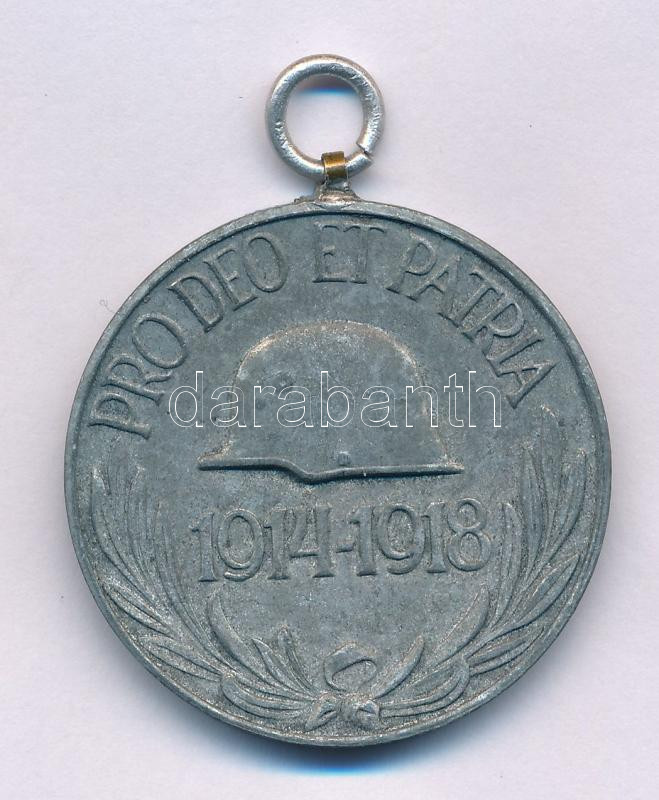 PRO DEO ET PATRIA
darabanth
1914-1918